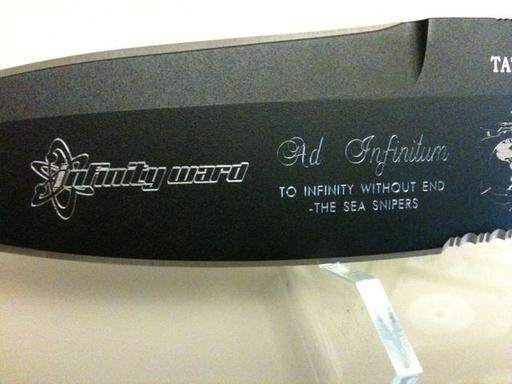 infinity ward
Ad Infinitum
TO INFINITY WITHOUT END
-THE SEA SNIPERS